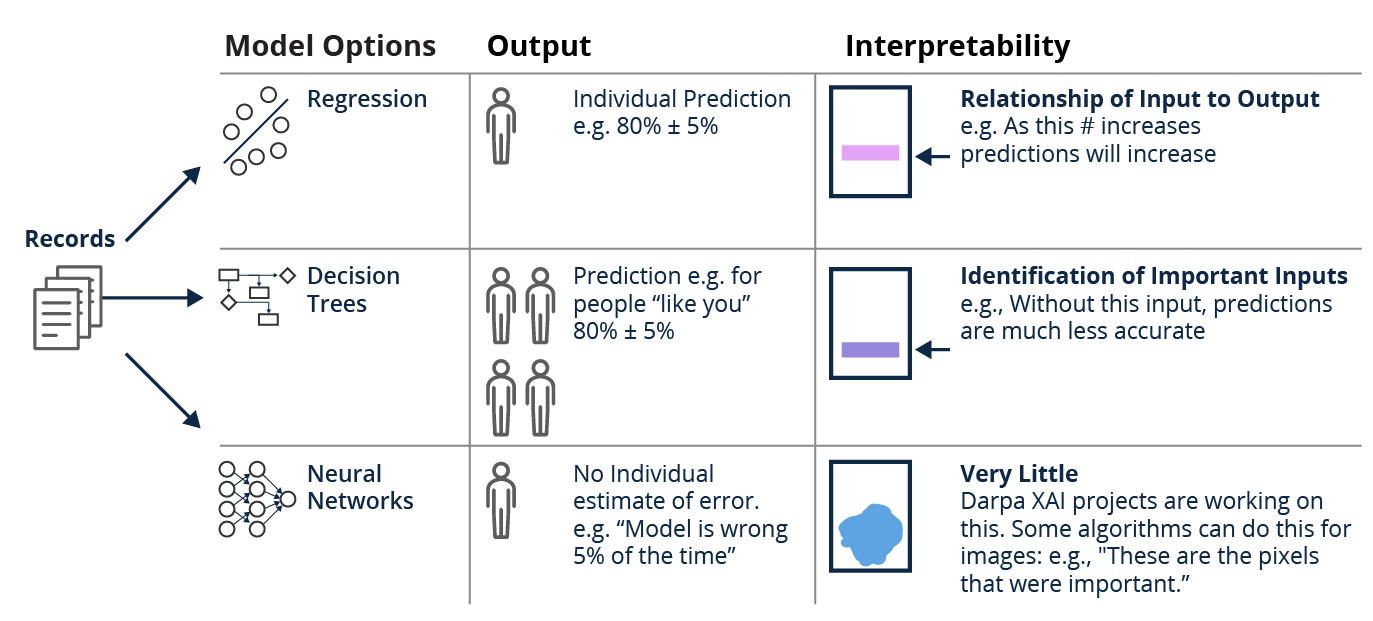 Model Options
Output
Interpretability
Records
Regression
Individual Prediction
e.g. 80% ± 5%
Relationship of Input to Output
e.g. As this # increases
predictions will increase
Decision
Trees
Prediction e.g. for
people “like you”
80% ± 5%
Identification of Important Inputs
e.g., Without this input, predictions
are much less accurate
Neural
Networks
No Individual
estimate of error.
e.g. “Model is wrong
5% of the time”
Very Little
Darpa XAI projects are working on
this. Some algorithms can do this for
images: e.g., "These are the pixels
that were important.”